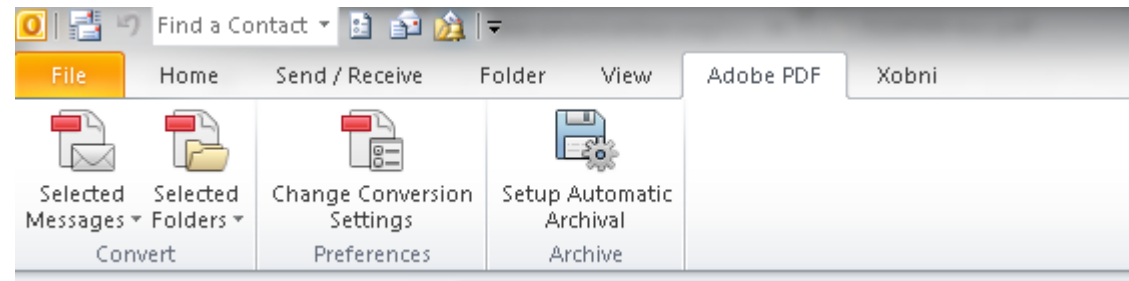 Find a Contact
File Home Send / Receive Folder View Adobe PDF Xobni
Selected Selected Change Conversion Setup Automatic
Messages Folders Settings Archival
Convert Preferences Archive